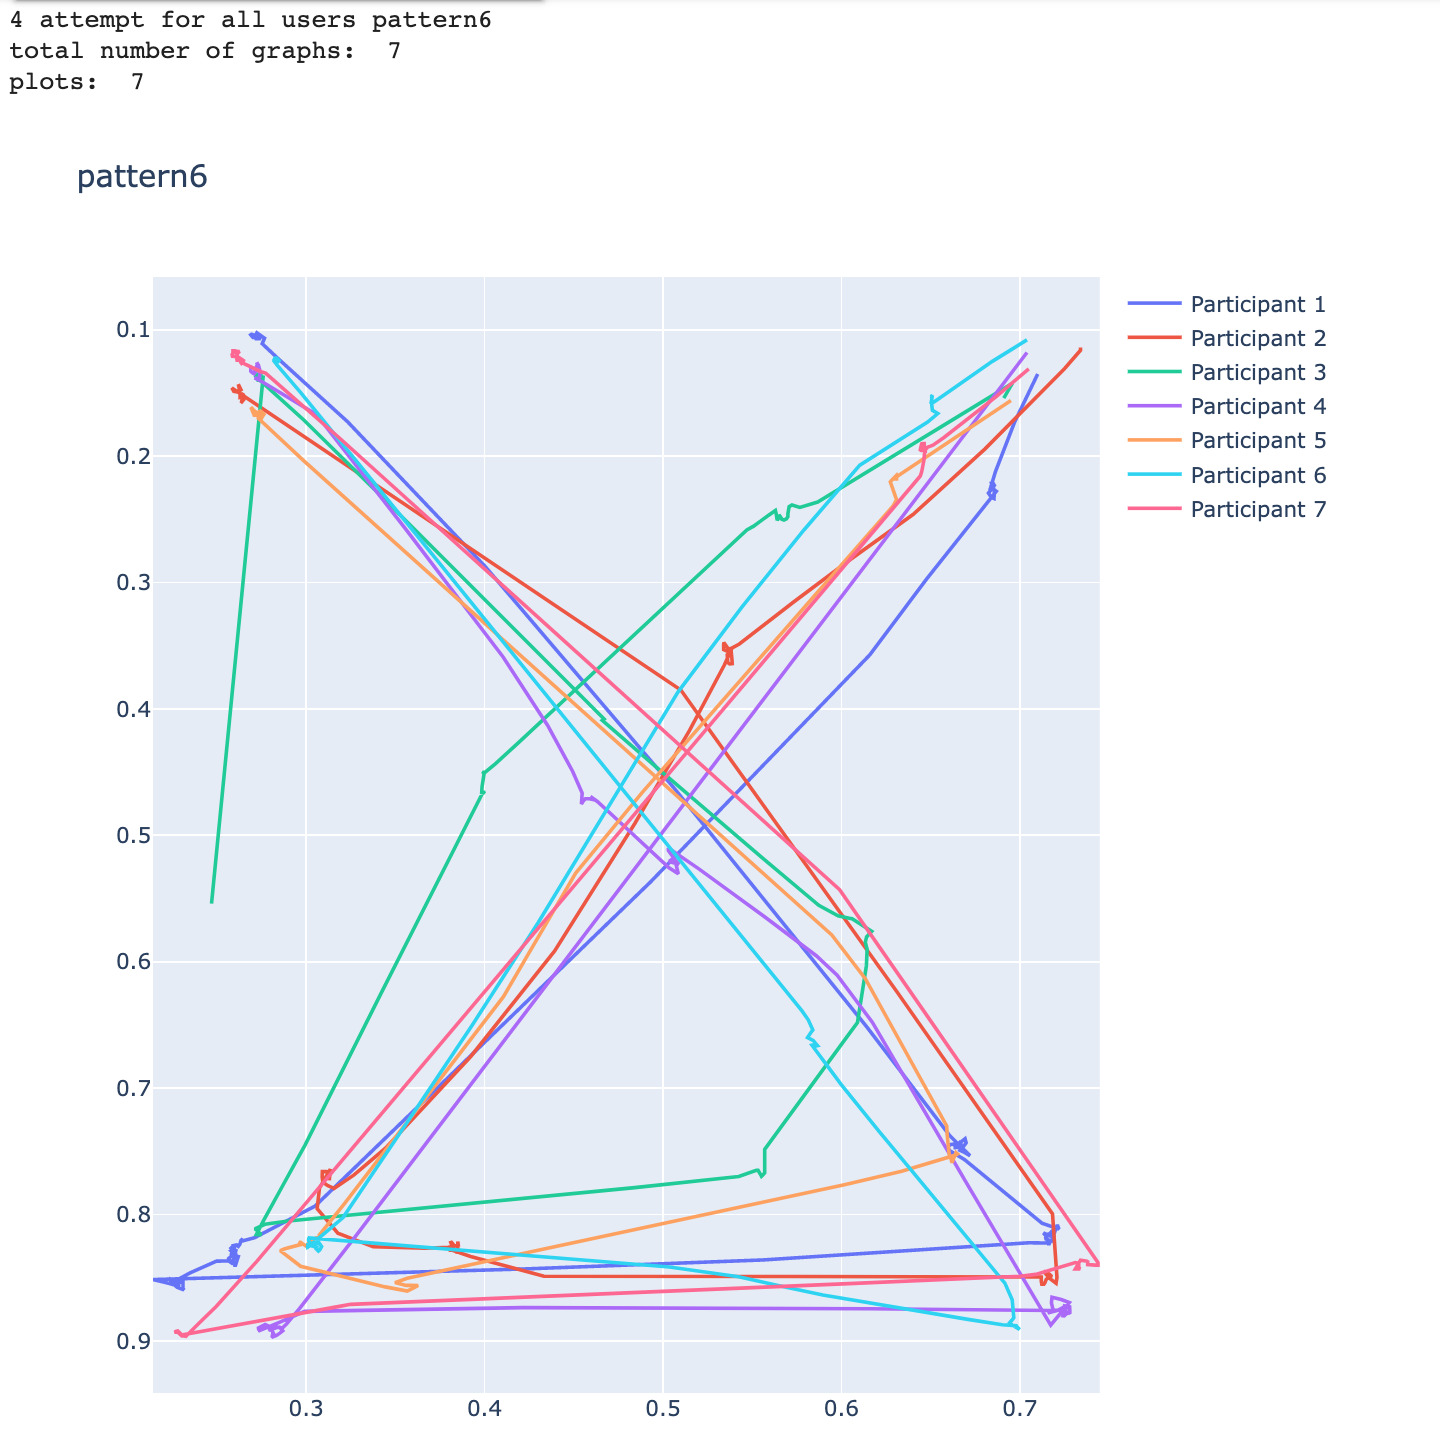 4 attempt for all users pattern6
total number of graphs:  7
plots:  7
pattern6
0.1
0.2
0.3
0.4
0.5
0.6
0.7
0.8
0.9
0.3
0.4
0.5
0.6
0.7
Participant 1
Participant 2
Participant 3
Participant 4
Participant 5
Participant 6
Participant 7